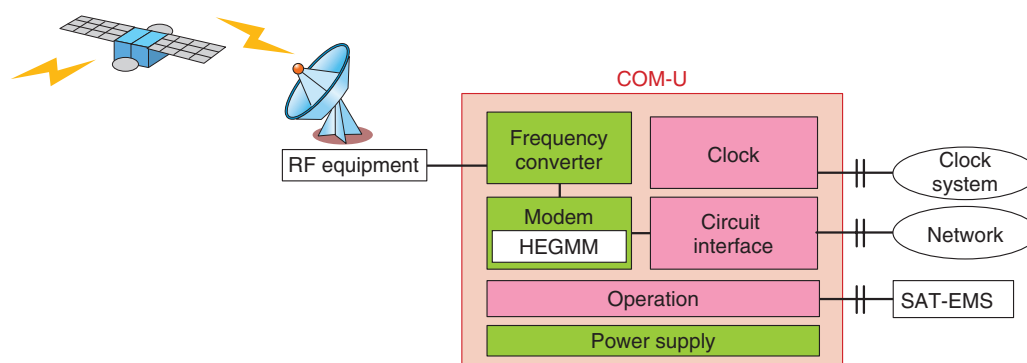 COM-U
Frequency
converter
Clock
RF equipment
Clock
system
Modem
HEGMM
Circuit
interface
Network
Operation
SAT-EMS
Power supply